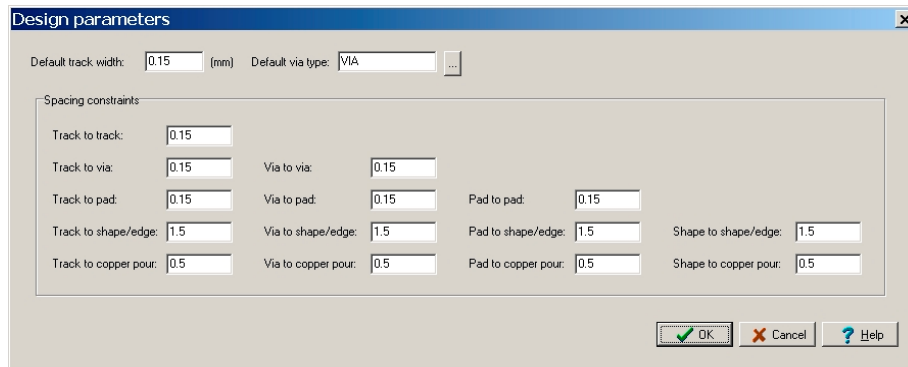 Design parameters
Default track width: 0.15 (mm) Default via type: VIA ...
Spacing constraints
Track to track: 0.15
Track to via: 0.15 Via to via: 0.15
Track to pad: 0.15 Via to pad: 0.15 Pad to pad: 0.15
Track to shape/edge: 1.5 Via to shape/edge: 1.5 Pad to shape/edge: 1.5 Shape to shape/edge: 1.5
Track to copper pour: 0.5 Via to copper pour: 0.5 Pad to copper pour: 0.5 Shape to copper pour: 0.5
OK Cancel Help